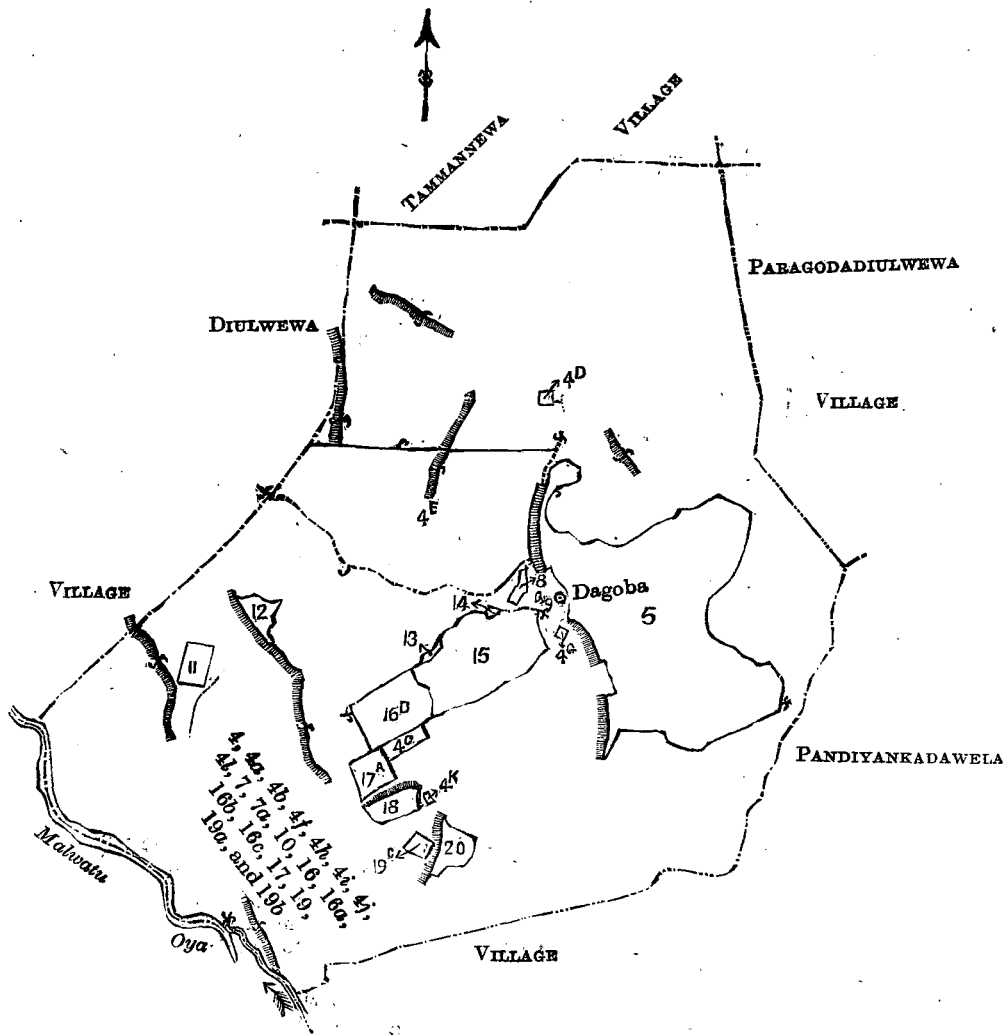 VILLAGE
TAMMANNEWA
PARAGODADIULWEWA
DIULWEWA
4D
VILLAGE
4E
VILLAGE
8
Dagoba
5
12
14
13
15
11
16D
4Q
17A
PANDIYANKADAWELA
4K
18
20
19C
4, 4a, 4b, 4f, 4h, 4i, 4j,
4l, 7, 7a, 10, 16, 16a,
16b, 16c, 17, 19,
19a, and 19b
Malwatu
Oya
VILLAGE